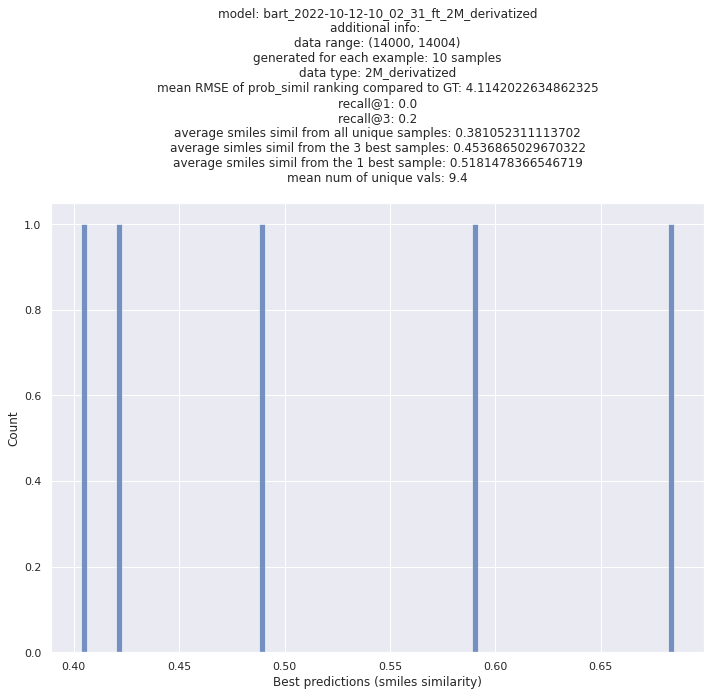 model: bart_2022-10-12-10_02_31_ft_2M_derivatized
additional info:
data range: (14000, 14004)
generated for each example: 10 samples
data type: 2M_derivatized
mean RMSE of prob_simil ranking compared to GT: 4.1142022634862325
recall@1: 0.0
recall@3: 0.2
average smiles simil from all unique samples: 0.381052311113702
average smiles simil from the 3 best samples: 0.4536865029670322
average smiles simil from the 1 best sample: 0.5181478366546719
mean num of unique vals: 9.4
1.0
0.8
0.6
0.4
0.2
0.0
Count
0.40 0.45 0.50 0.55 0.60 0.65
Best predictions (smiles similarity)